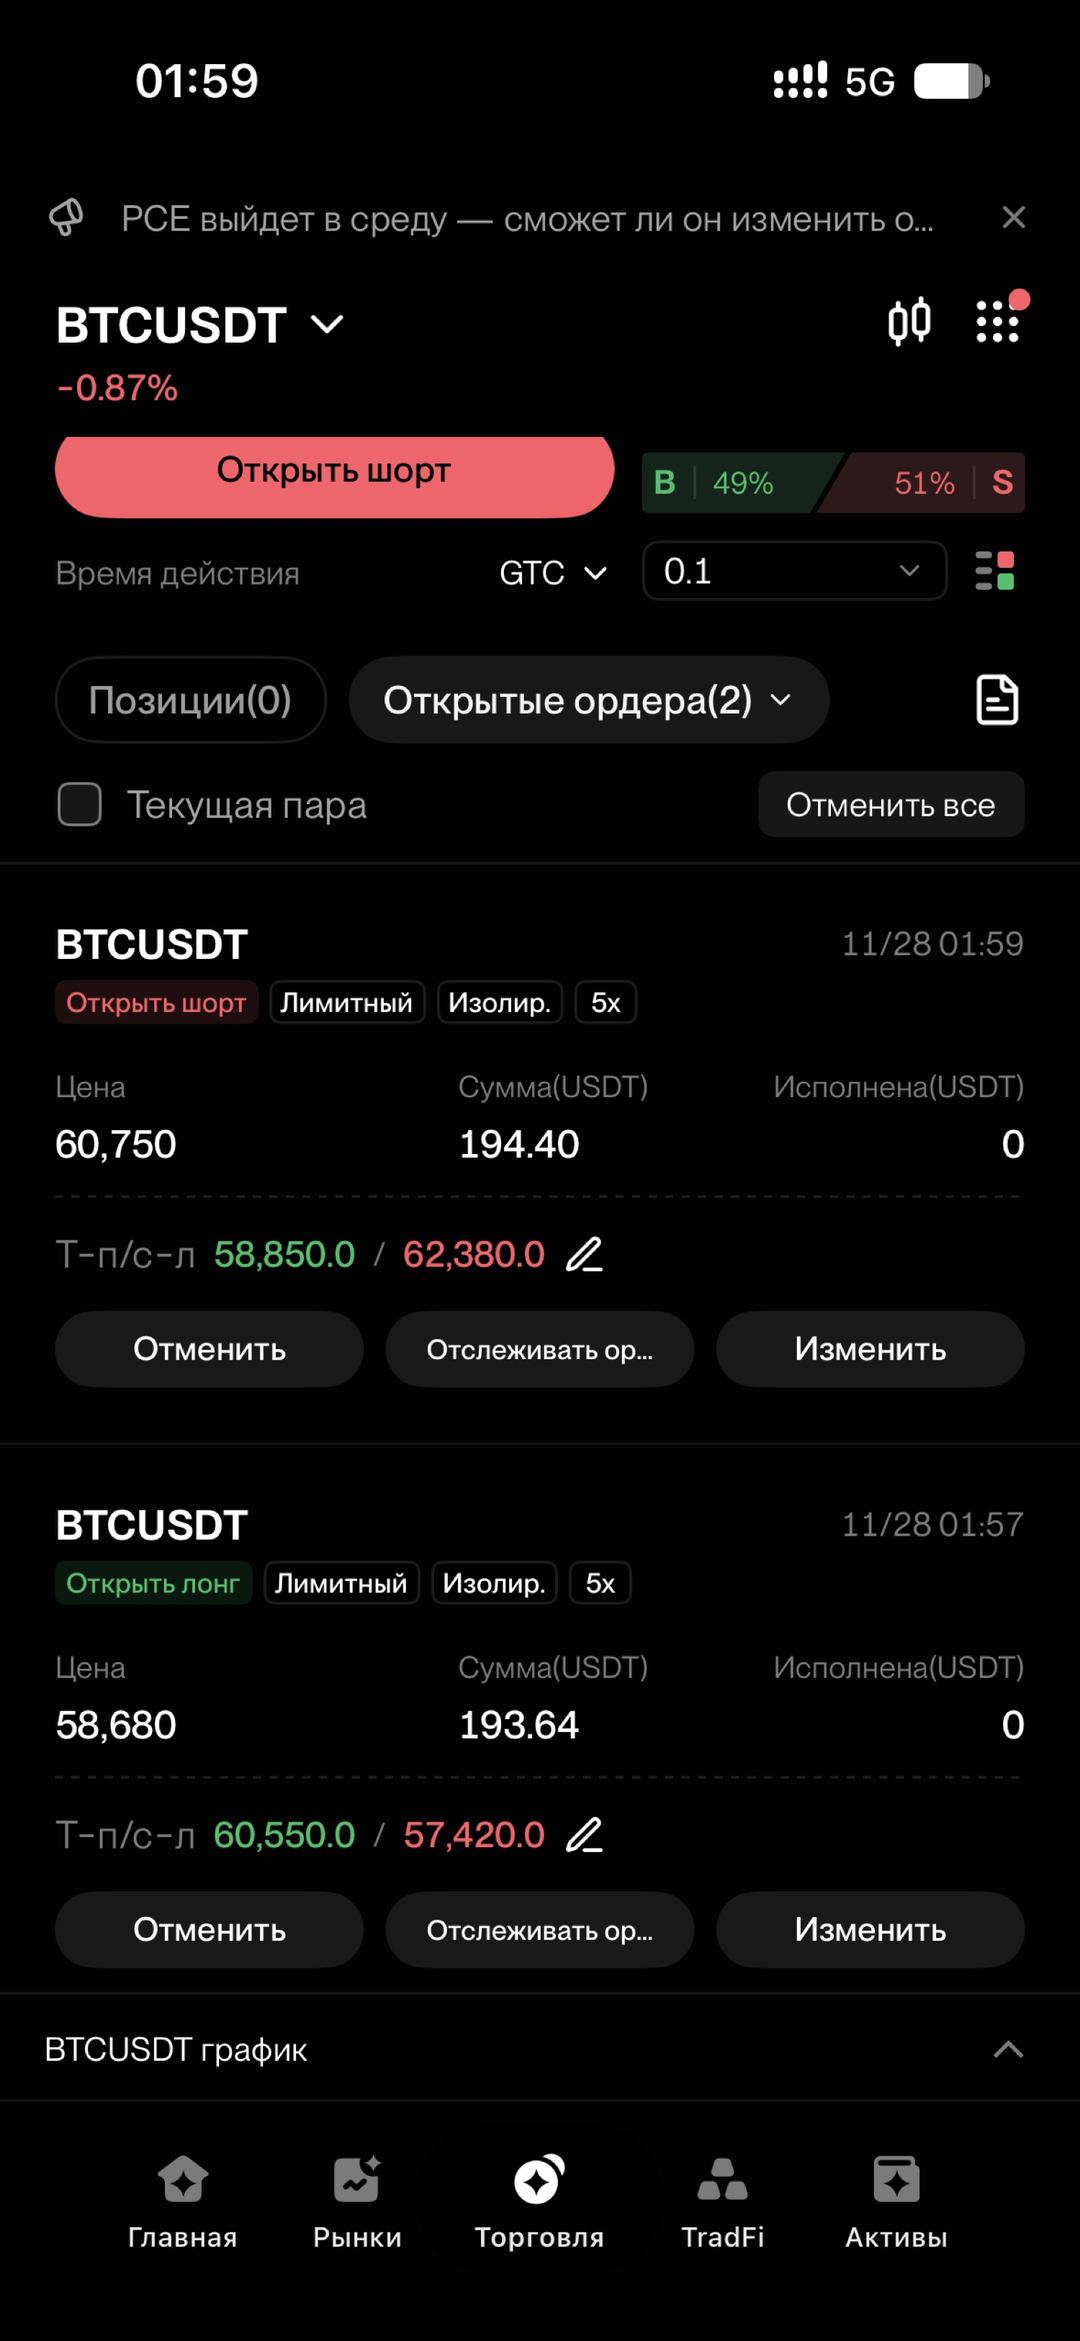 01:59
5G
PCE выйдет в среду — сможет ли он изменить о...
BTCUSDT
-0.87%
Открыть шорт
B 49% 51% S
Время действия GTC 0.1
Позиции(0) Открытые ордера(2)
Текущая пара Отменить все
BTCUSDT 11/28 01:59
Открыть шорт Лимитный Изолир. 5x
Цена Сумма(USDT) Исполнена(USDT)
60,750 194.40 0
Т-п/с-л 58,850.0 / 62,380.0
Отменить Отслеживать ор... Изменить
BTCUSDT 11/28 01:57
Открыть лонг Лимитный Изолир. 5x
Цена Сумма(USDT) Исполнена(USDT)
58,680 193.64 0
Т-п/с-л 60,550.0 / 57,420.0
Отменить Отслеживать ор... Изменить
BTCUSDT график
Главная Рынки Торговля TradFi Активы